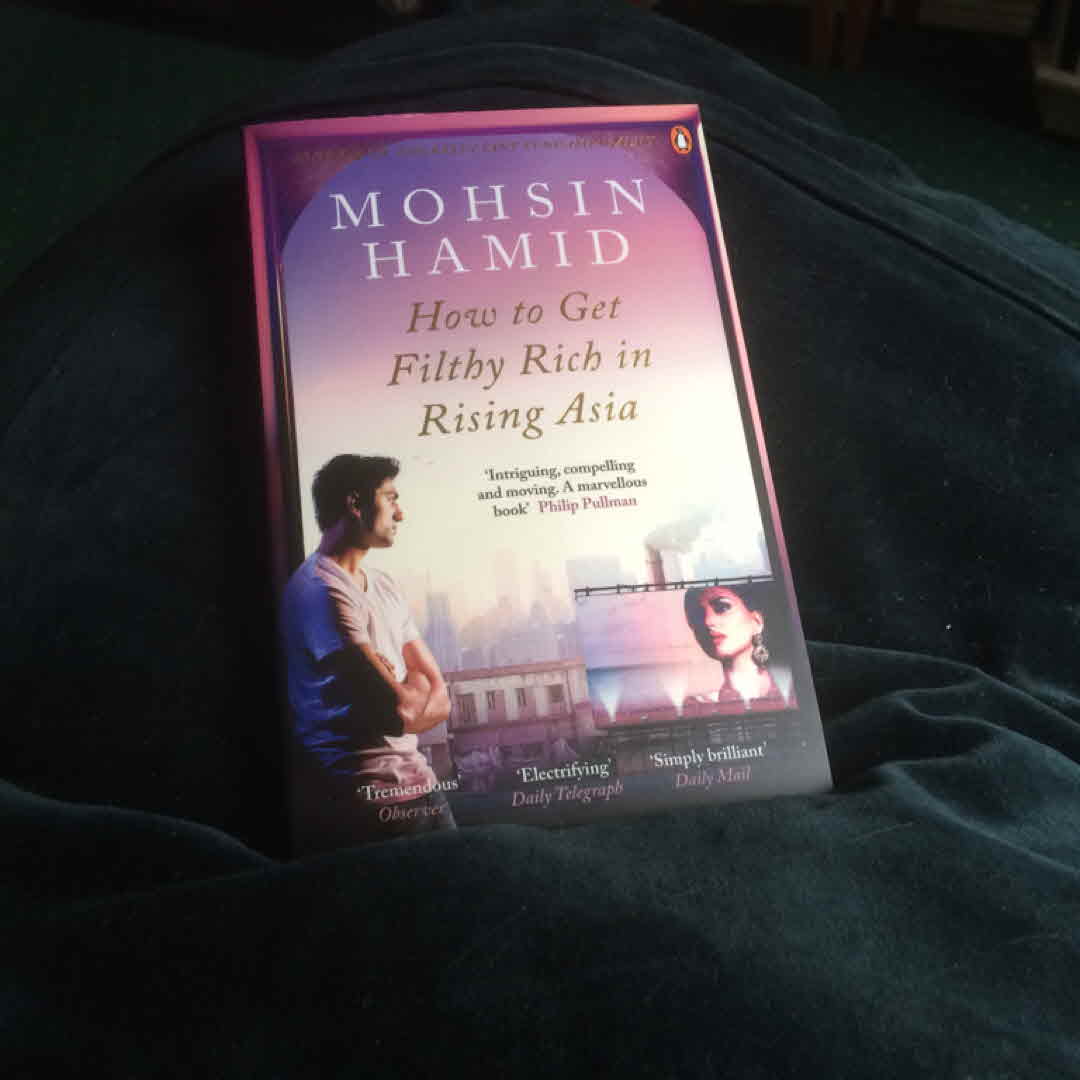 MOHSIN
HAMID
How to Get
Filthy Rich in
Rising Asia
'Intriguing, compelling
and moving. A marvellous
book' Philip Pullman
'Tremendous'
Observer
'Electrifying'
Daily Telegraph
'Simply brilliant'
Daily Mail